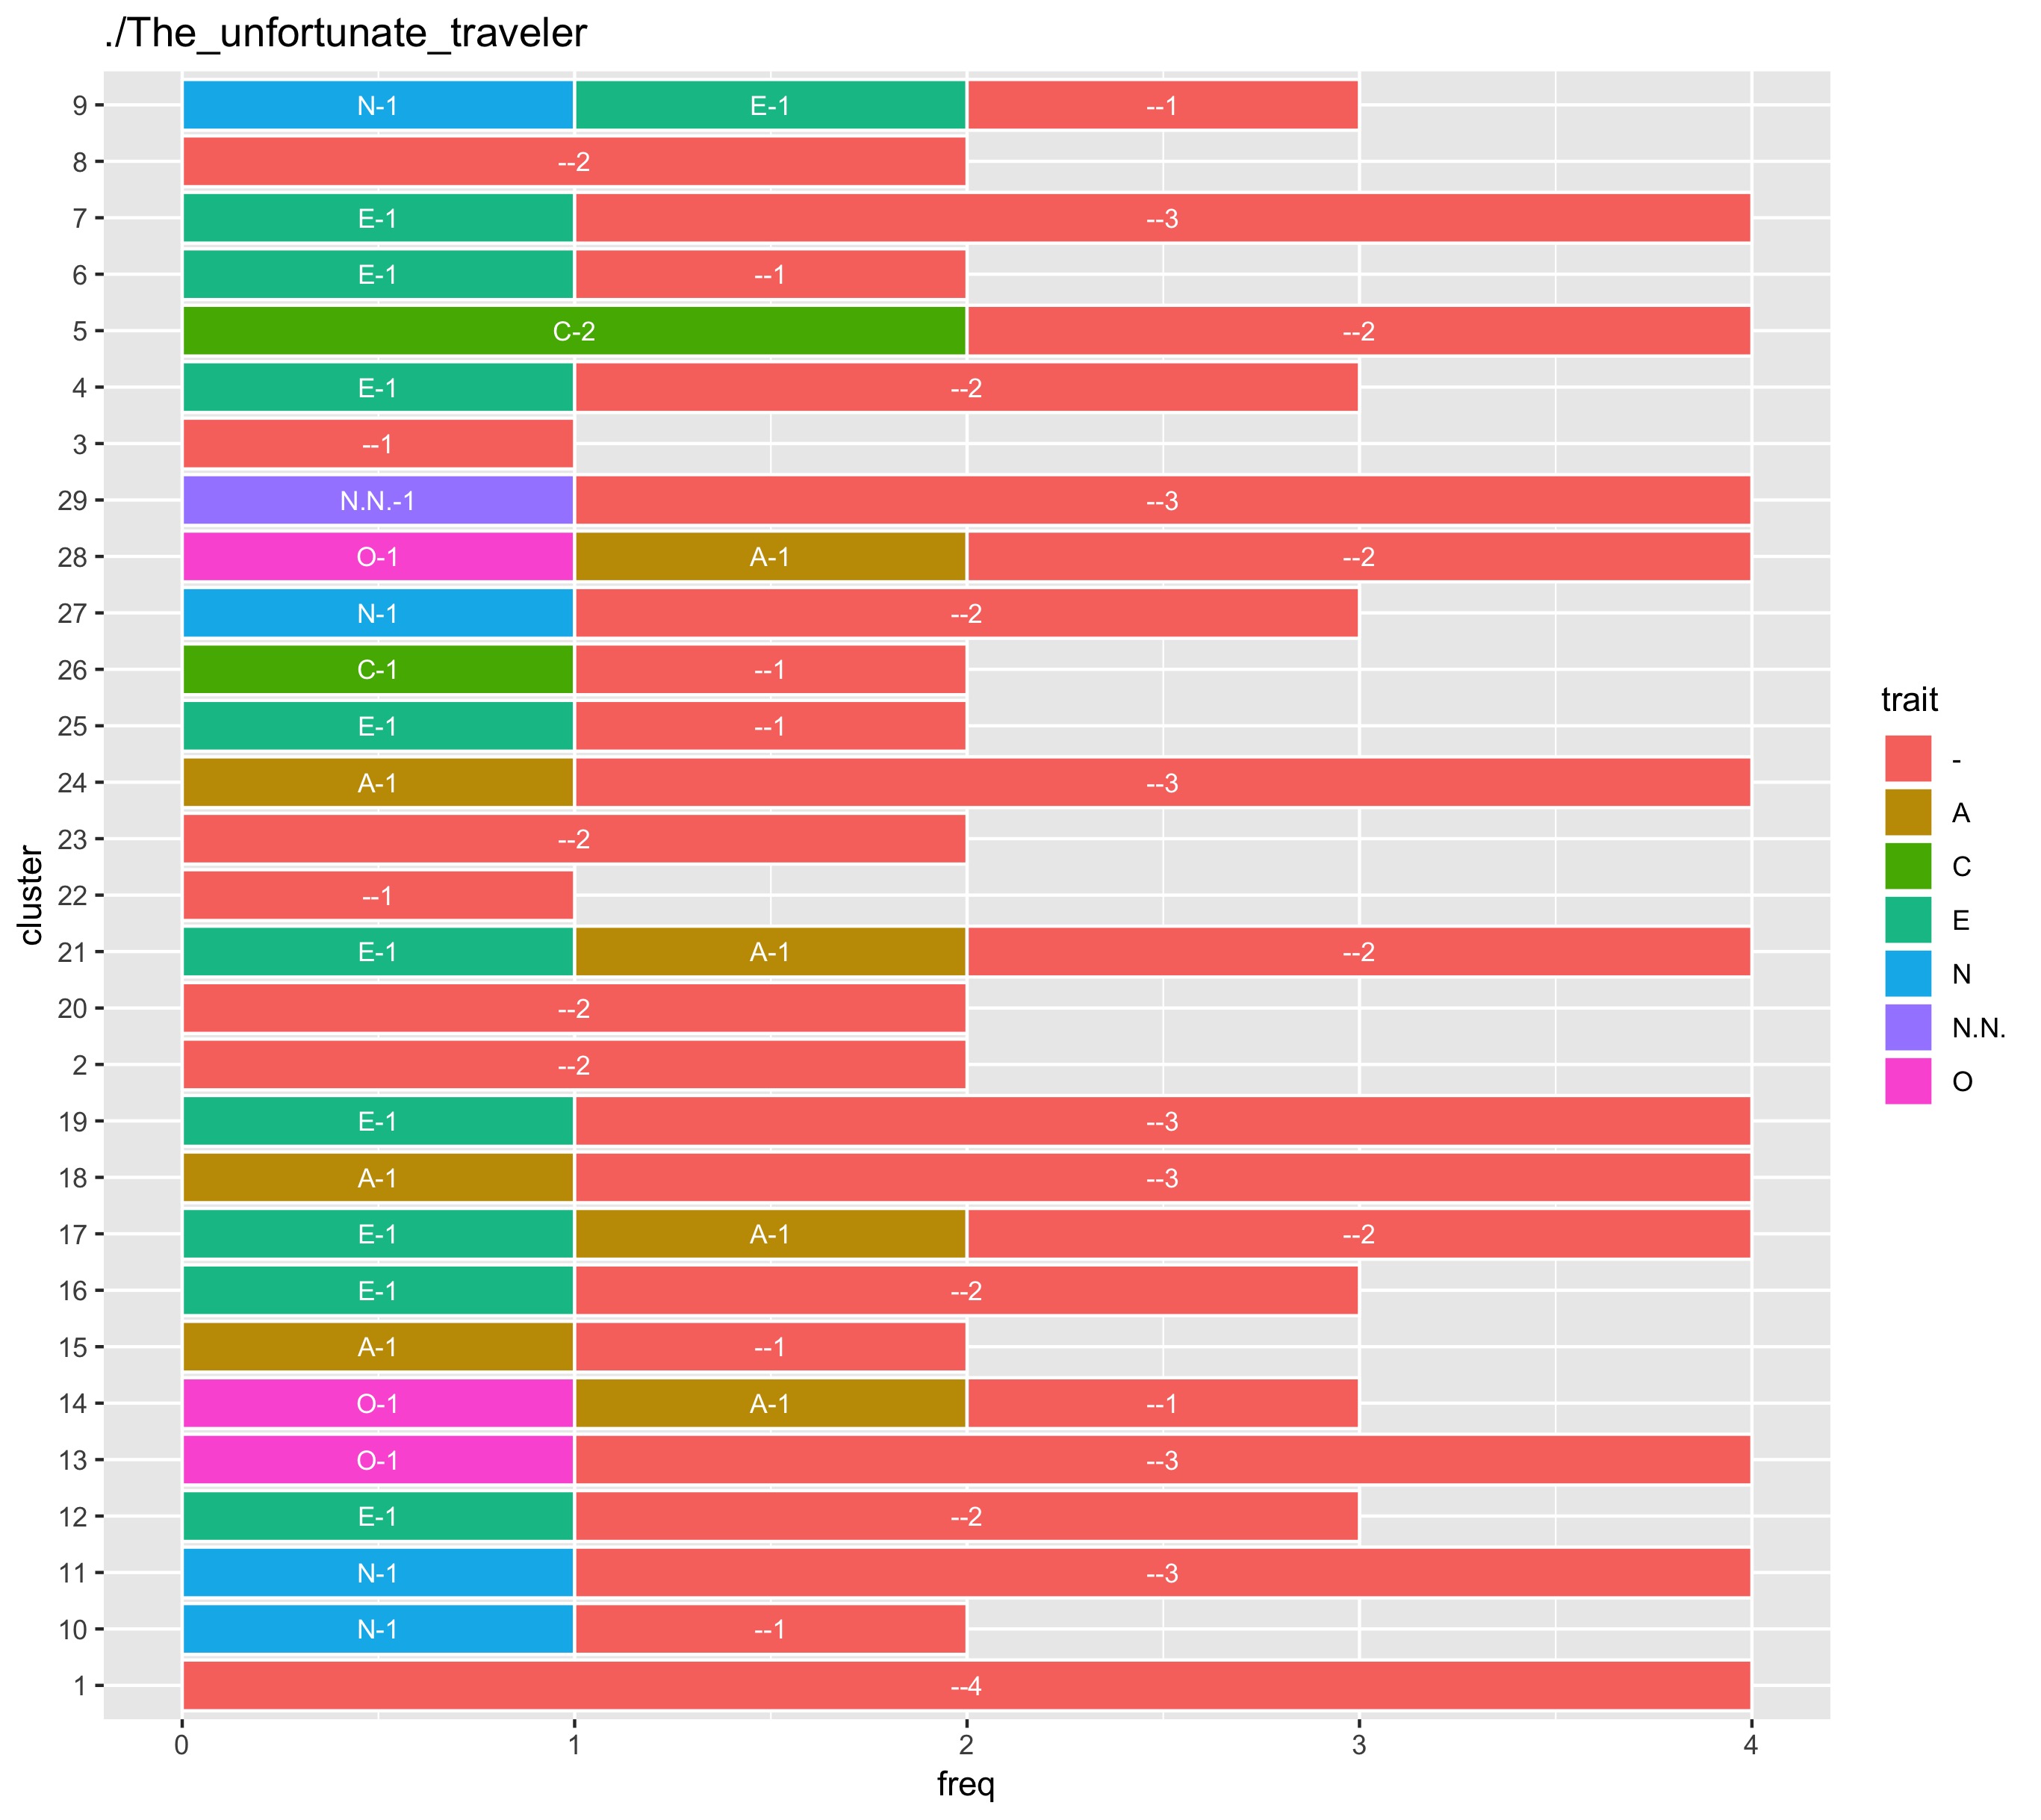 ./The_unfortunate_traveler
9 N-1 E-1 --1
8 --2
7 E-1 --3
6 E-1 --1
5 C-2 --2
4 E-1 --2
3 --1
29 N.N.-1 --3
28 O-1 A-1 --2
27 N-1 --2
26 C-1 --1
25 E-1 --1
24 A-1 --3
23 --2
22 --1
21 E-1 A-1 --2
20 --2
2 --2
19 E-1 --3
18 A-1 --3
17 E-1 A-1 --2
16 E-1 --2
15 A-1 --1
14 O-1 A-1 --1
13 O-1 --3
12 E-1 --2
11 N-1 --3
10 N-1 --1
1 --4
0 1 2 3 4
freq
cluster
trait
-
A
C
E
N
N.N.
O